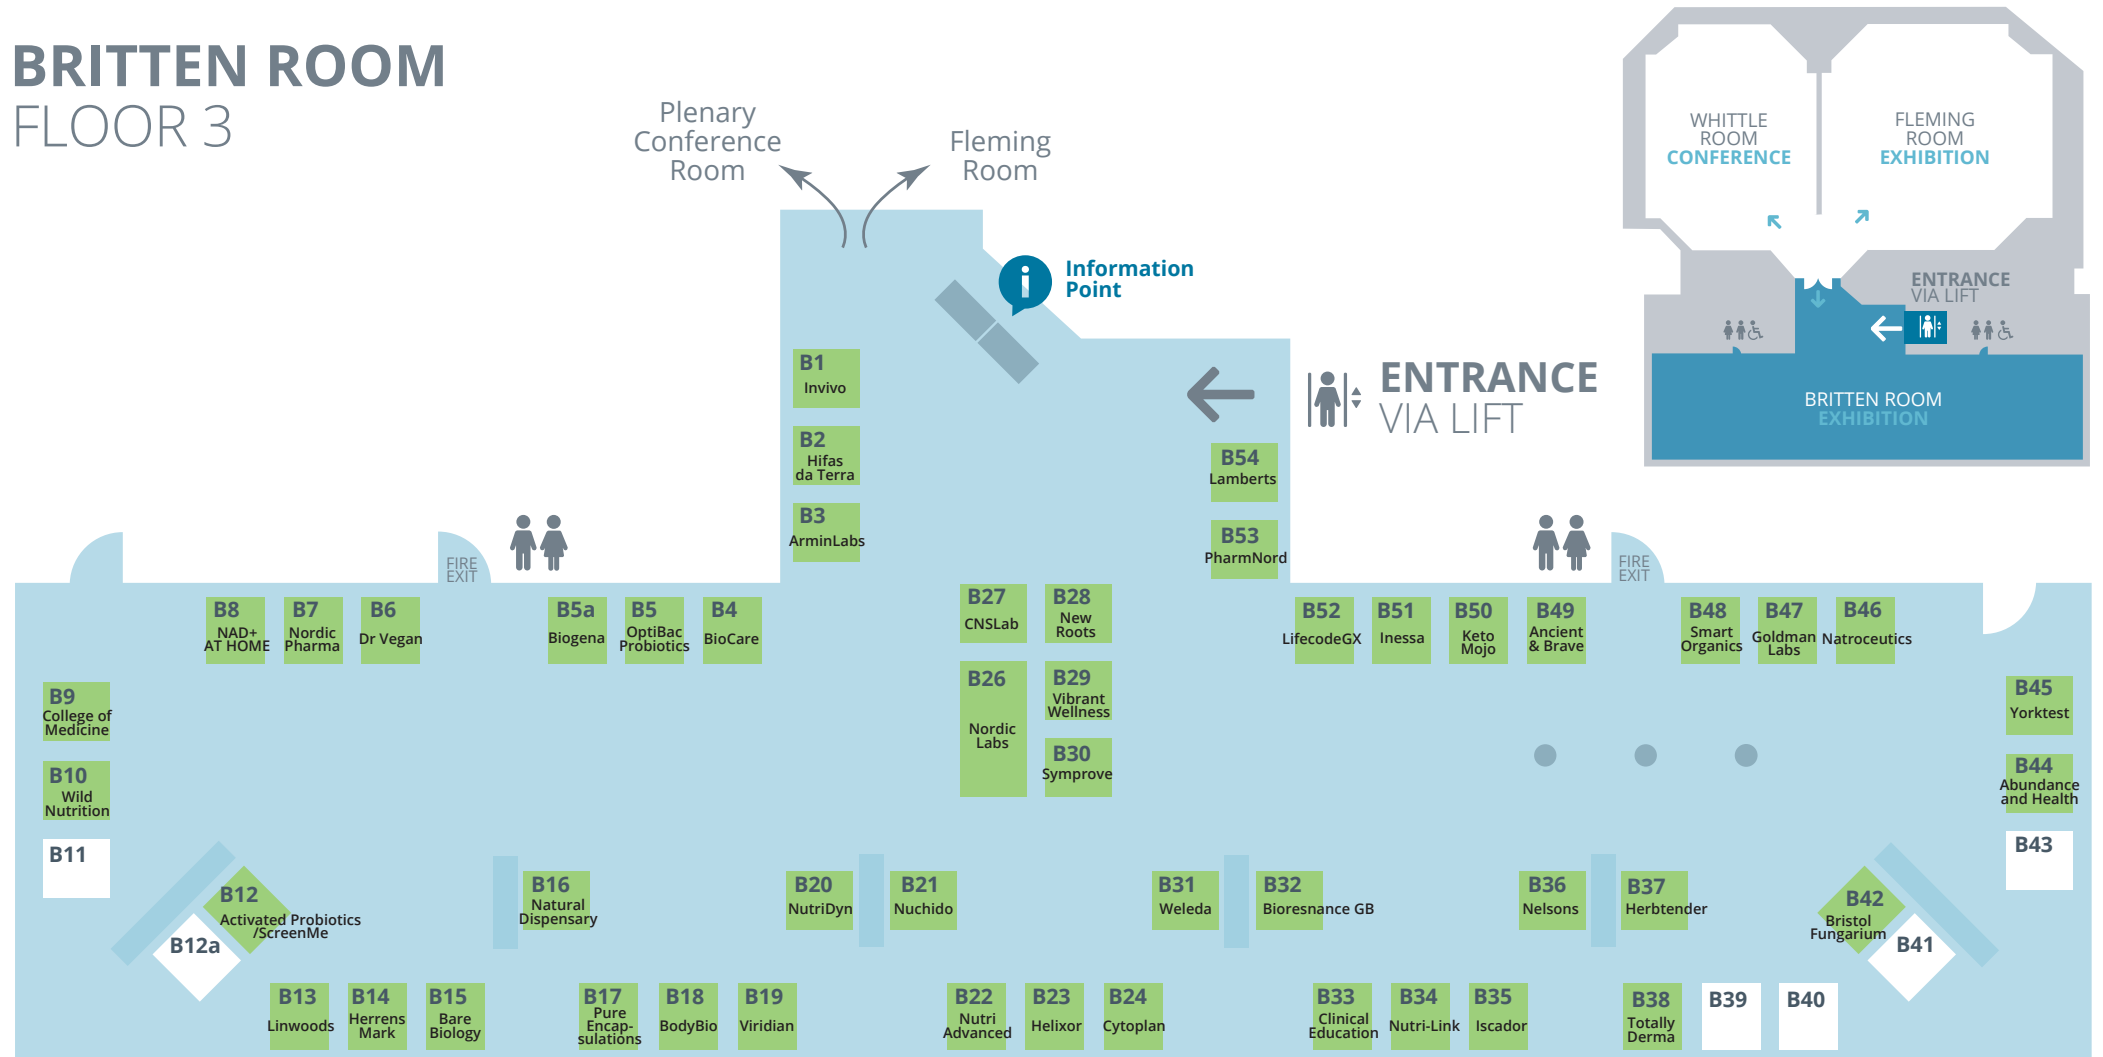 BRITTEN ROOM
FLOOR 3
Plenary
Conference
Room
Fleming
Room
Information
Point
ENTRANCE
VIA LIFT
WHITTLE
ROOM
CONFERENCE
FLEMING
ROOM
EXHIBITION
ENTRANCE
VIA LIFT
BRITTEN ROOM
EXHIBITION
B1
Invivo
B2
Hifas
da Terra
B3
ArminLabs
B54
Lamberts
B53
PharmNord
FIRE
EXIT
FIRE
EXIT
B8
NAD+
AT HOME
B7
Nordic
Pharma
B6
Dr Vegan
B5a
Biogena
B5
OptiBac
Probiotics
B4
BioCare
B27
CNSLab
B28
New
Roots
B52
LifecodeGX
B51
Inessa
B50
Keto
Mojo
B49
Ancient
& Brave
B48
Smart
Organics
B47
Goldman
Labs
B46
Natroceutics
B9
College of
Medicine
B26
Nordic
Labs
B29
Vibrant
Wellness
B45
Yorktest
B10
Wild
Nutrition
B30
Symprove
B44
Abundance
and Health
B11
B43
B12
Activated Probiotics
/ScreenMe
B12a
B16
Natural
Dispensary
B20
NutriDyn
B21
Nuchido
B31
Weleda
B32
Bioresnance GB
B36
Nelsons
B37
Herbtender
B42
Bristol
Fungarium
B41
B13
Linwoods
B14
Herrens
Mark
B15
Bare
Biology
B17
Pure
Encap-
sulations
B18
BodyBio
B19
Viridian
B22
Nutri
Advanced
B23
Helixor
B24
Cytoplan
B33
Clinical
Education
B34
Nutri-Link
B35
Iscador
B38
Totally
Derma
B39
B40